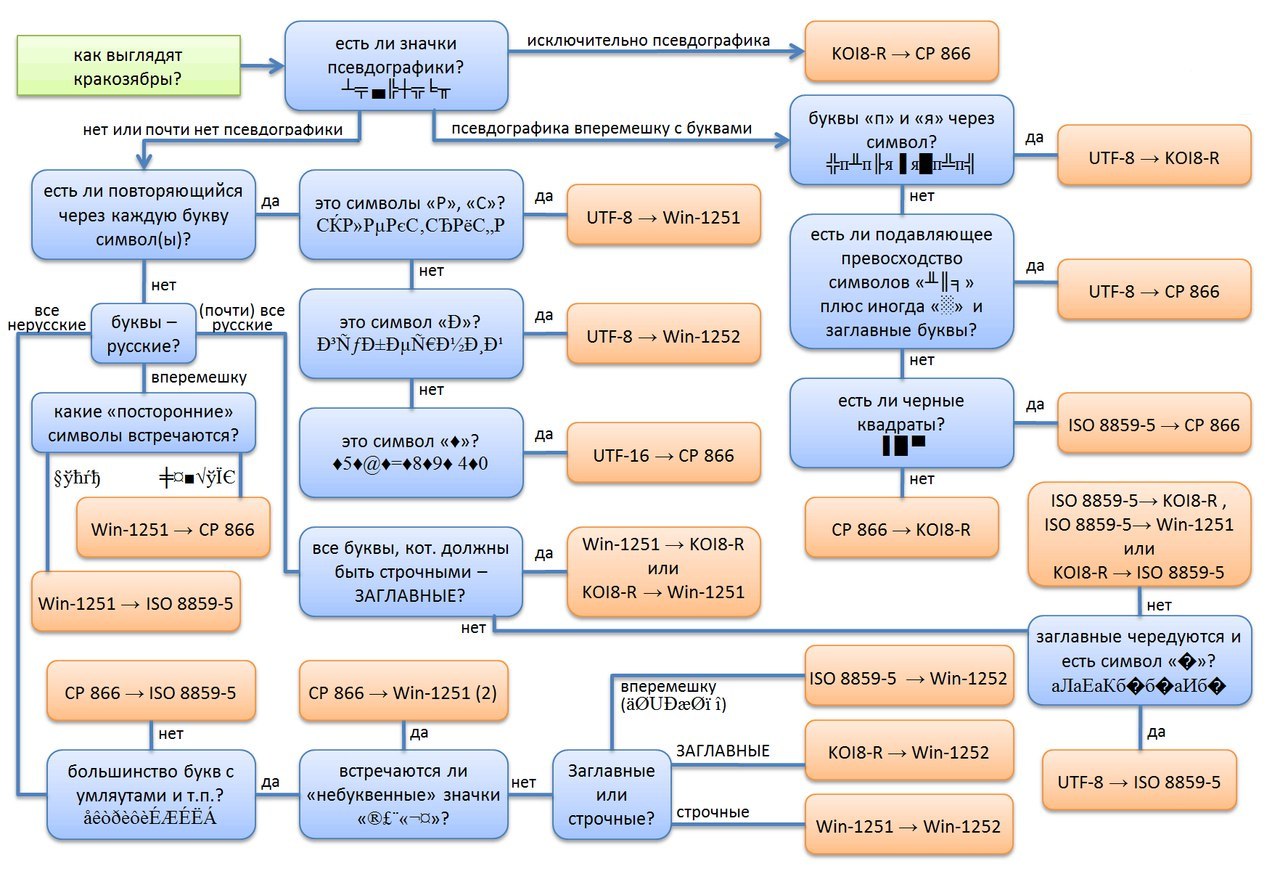 как выглядят
кракозябры?
есть ли значки
псевдографики?
┴╤▄╠┼╦╘╥
исключительно псевдографика
KOI8-R → CP 866
нет или почти нет псевдографики
псевдографика вперемешку с буквами
буквы «п» и «я» через
символ?
╬п╨п╟я▐я█п╩п╣
да
UTF-8 → KOI8-R
нет
есть ли повторяющийся
через каждую букву
символ(ы)?
да
это символы «Р», «С»?
СЌР»РµРєС‚СЂРёС„Р
да
UTF-8 → Win-1251
есть ли подавляющее
превосходство
символов «╨║╕»
плюс иногда «░» и
заглавные буквы?
да
UTF-8 → CP 866
нет
нет
нет
все
нерусские
(почти) все
русские
буквы –
русские?
вперемешку
это символ «Ð»?
Ð³ÑƒÐ±ÐµÑ€Ð½Ð¸Ð¹
да
UTF-8 → Win-1252
нет
какие «посторонние»
символы встречаются?
§ўћѓђ
╪¤■√ўЇЄ
Win-1251 → CP 866
Win-1251 → ISO 8859-5
это символ «♦»?
♦5♦@♦=♦8♦9♦ 4♦0
да
UTF-16 → CP 866
есть ли черные
квадраты?
▌█▀
да
ISO 8859-5 → CP 866
нет
CP 866 → KOI8-R
ISO 8859-5→ KOI8-R ,
ISO 8859-5→ Win-1251
или
KOI8-R → ISO 8859-5
нет
все буквы, кот. должны
быть строчными –
ЗАГЛАВНЫЕ?
да
Win-1251 → KOI8-R
или
KOI8-R → Win-1251
нет
заглавные чередуются и
есть символ «�»?
аЛаЕаКб�б�аИб�
да
UTF-8 → ISO 8859-5
CP 866 → ISO 8859-5
нет
CP 866 → Win-1251 (2)
да
вперемешку
(äØUÐæØï î)
ISO 8859-5 → Win-1252
большинство букв с
умляутами и т.п.?
åêòðèôèÉÆÉËÁ
да
встречаются ли
«небуквенные» значки
«®£¨«¬¤»?
нет
Заглавные
или
строчные?
ЗАГЛАВНЫЕ
KOI8-R → Win-1252
строчные
Win-1251 → Win-1252